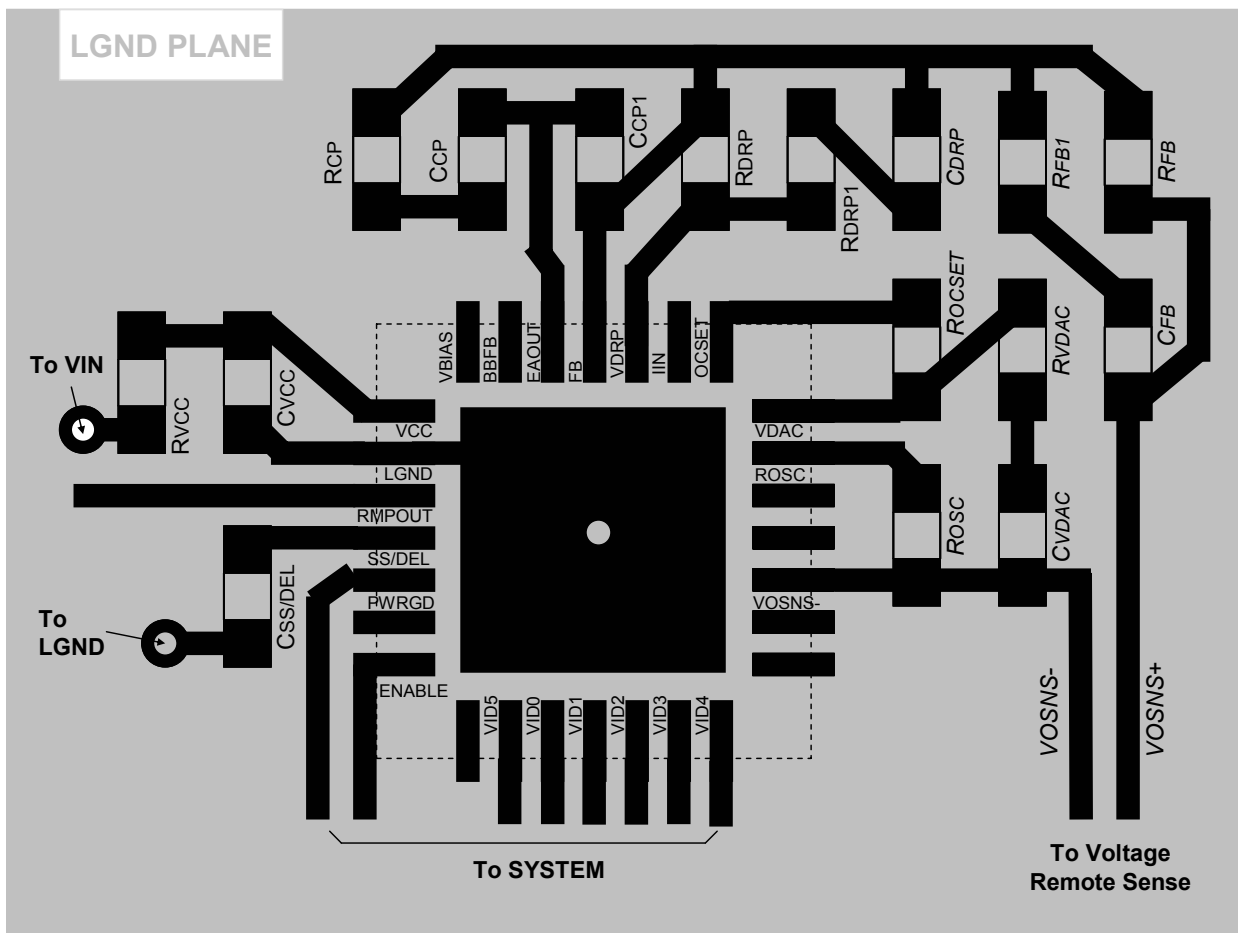 LGND PLANE
RCP
CCP
CCP1
RDRP
RDRP1
CDRP
RFB1
RFB
ROCSET
RVDAC
CFB
VBIAS
BBFB
EAOUT
FB
VDRP
IIN
OCSET
To VIN
RVCC
CVCC
VCC
LGND
RMPOUT
SS/DEL
PWRGD
ENABLE
VDAC
ROSC
VOSNS-
ROSC
CVDAC
CSS/DEL
To
LGND
VID5
VID0
VID1
VID2
VID3
VID4
VOSNS-
VOSNS+
To SYSTEM
To Voltage
Remote Sense